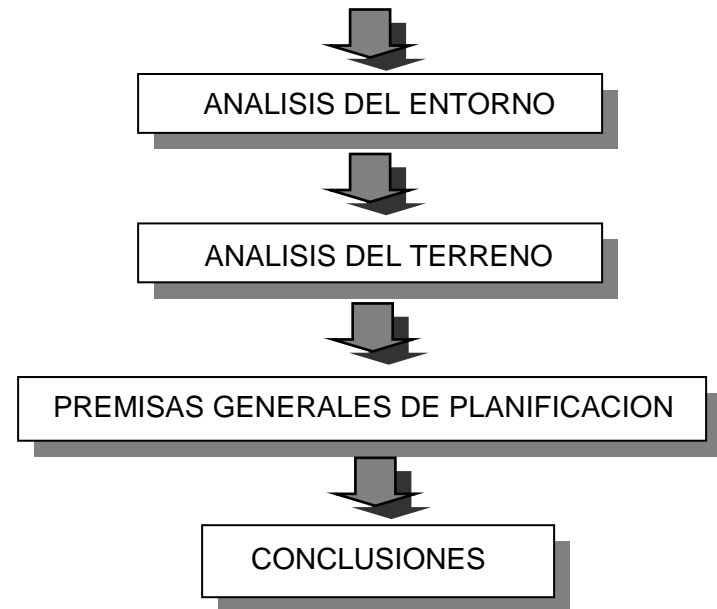 ANALISIS DEL ENTORNO
ANALISIS DEL TERRENO
PREMISAS GENERALES DE PLANIFICACION
CONCLUSIONES